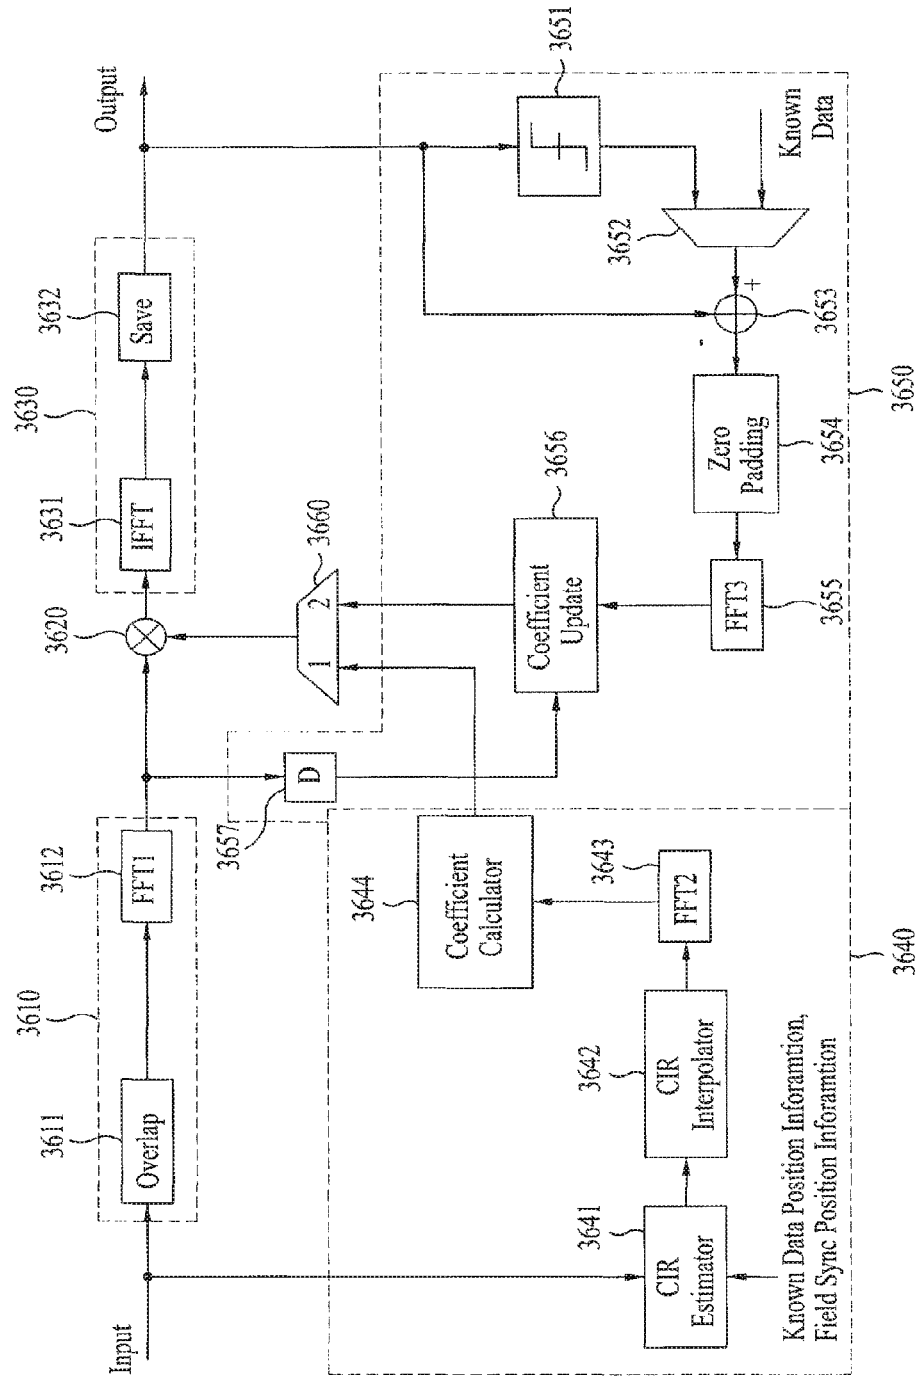 Input
3611
Overlap
3610
3612
FFT1
3620
3631
IFFT
3630
3632
Save
Output
3657
D
3660
1
2
3644
Coefficient
Calculator
3656
Coefficient
Update
3651
3641
CIR
Estimator
3642
CIR
Interpolator
3643
FFT2
FFT3
3655
Zero
Padding
3654
3653
+
3652
Known
Data
Known Data Position Inforamtion,
Field Sync Position Inforamtion
3640
3650